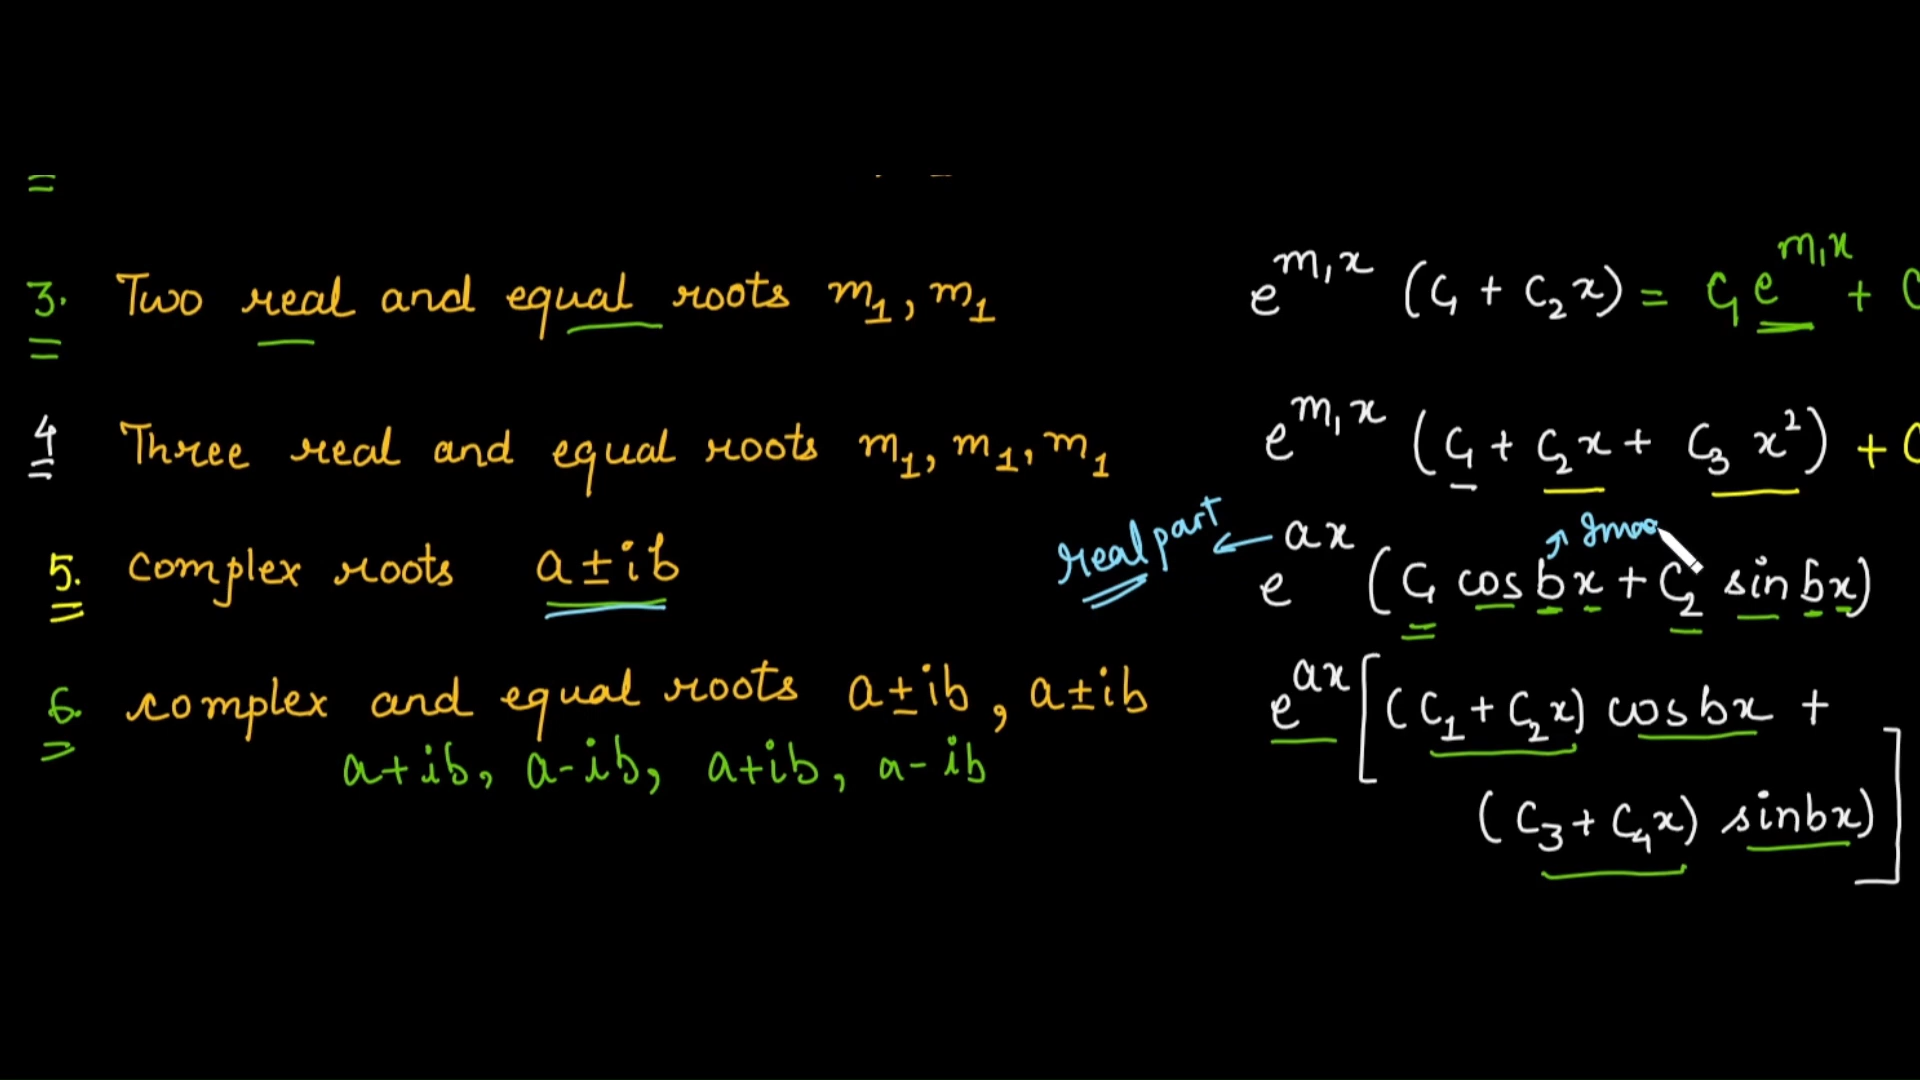 3. Two real and equal roots m₁, m₁ e^{m₁x} (C₁ + C₂x) = C₁e^{m₁x} +
4 Three real and equal roots m₁, m₁, m₁ e^{m₁x} (C₁ + C₂x + C₃x²) +
5. complex roots a±ib real part ← e^{ax} (C₁ cos bx + C₂ sin bx)
6. complex and equal roots a±ib, a±ib e^{ax} [(C₁ + C₂x) cos bx +
a+ib, a-ib, a+ib, a-ib
(C₃ + C₄x) sin bx)]